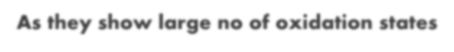 As they show large no of oxidation states